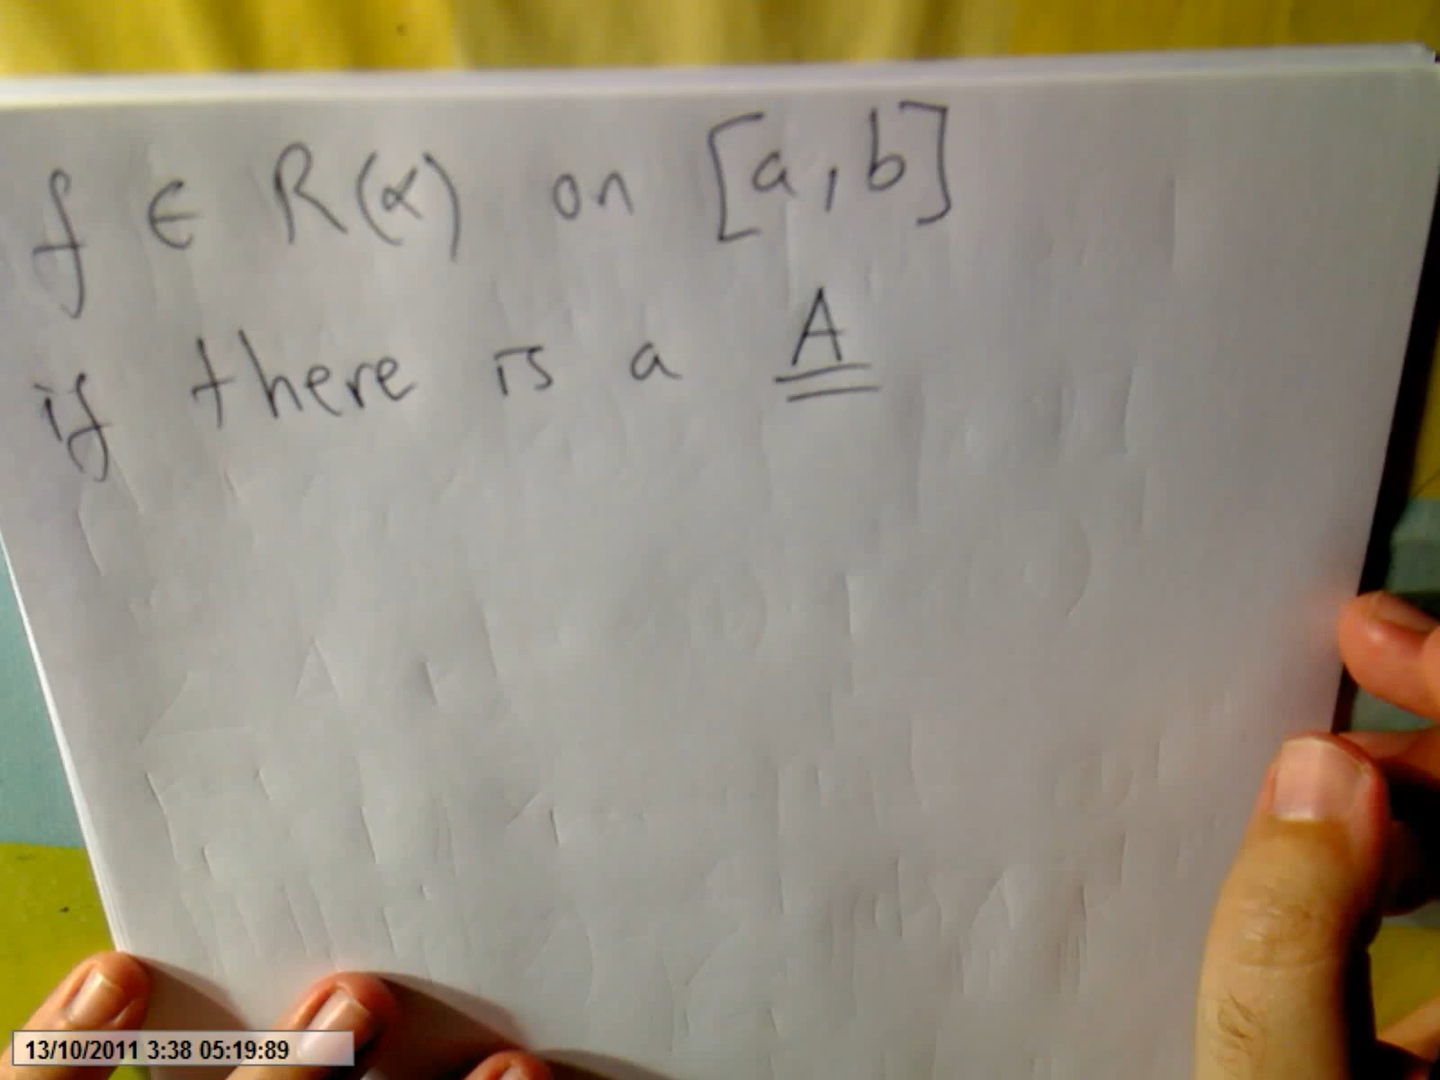 f ∈ R(α) on [a,b]
if there is a A
13/10/2011 3:38 05:19:89